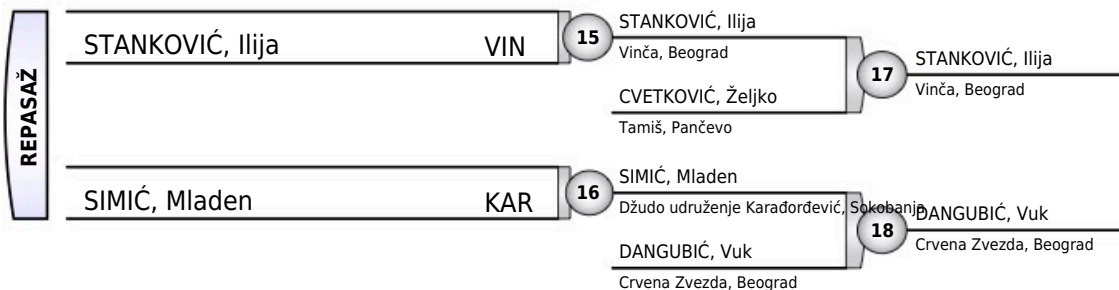 REPASAŽ
STANKOVIĆ, Ilija VIN
15
STANKOVIĆ, Ilija
Vinča, Beograd
CVETKOVIĆ, Željko
Tamiš, Pančevo
17
STANKOVIĆ, Ilija
Vinča, Beograd
SIMIĆ, Mladen KAR
16
SIMIĆ, Mladen
Džudo udruženje Karađorđević, Sokobanja
DANGUBIĆ, Vuk
Crvena Zvezda, Beograd
18
DANGUBIĆ, Vuk
Crvena Zvezda, Beograd